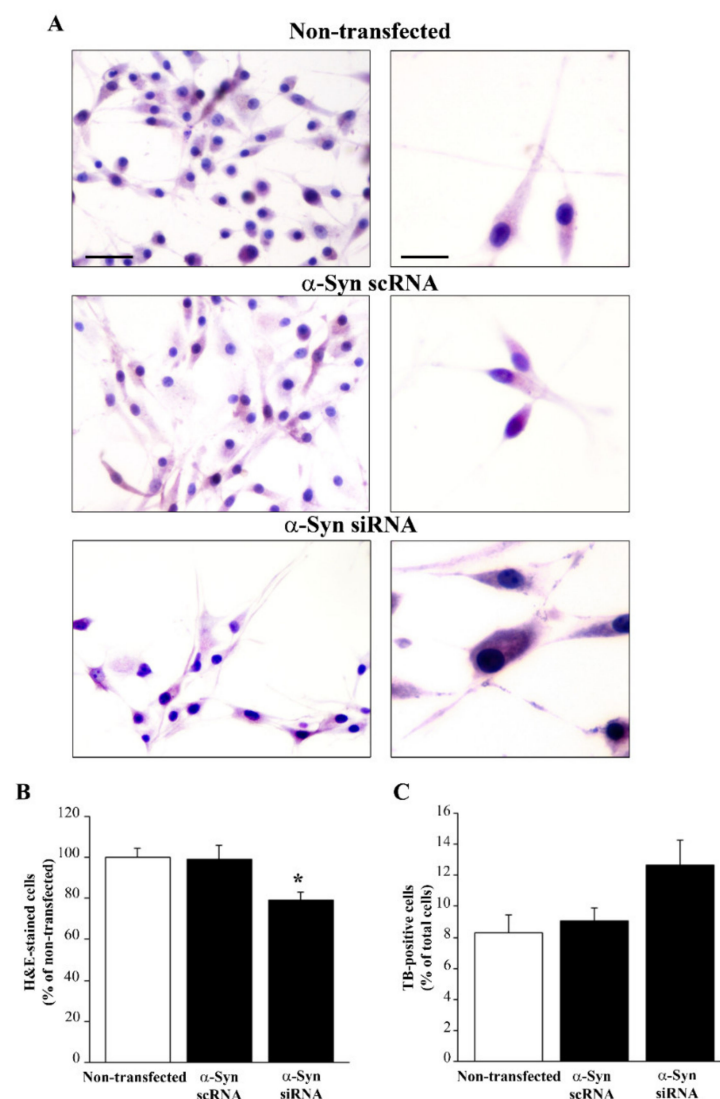 A
Non-transfected
α-Syn scRNA
α-Syn siRNA
B
H&E-stained cells
(% of non-transfected)
120
100
80
60
40
20
0
*
Non-transfected
α-Syn
scRNA
α-Syn
siRNA
C
TB-positive cells
(% of total cells)
16
14
12
10
8
6
4
2
0
Non-transfected
α-Syn
scRNA
α-Syn
siRNA